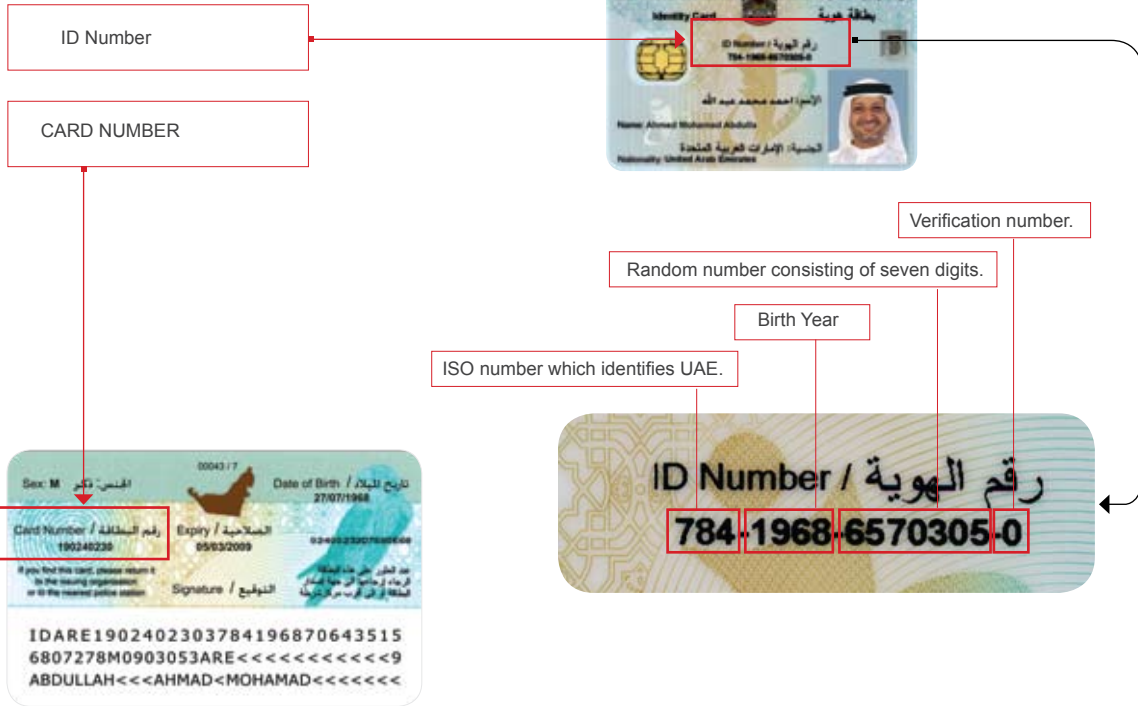 ID Number
CARD NUMBER
Identity Card
بطاقة هوية
ID Number / رقم الهوية
784-1968-6570305-0
الإسم: احمد محمد عبد الله
Name: Ahmed Mohamed Abdulla
الجنسية: الإمارات العربية المتحدة
Nationality: United Arab Emirates
Verification number.
Random number consisting of seven digits.
Birth Year
ISO number which identifies UAE.
ID Number / رقم الهوية
784-1968-6570305-0
00043 / 7
Sex: M الجنس: ذكر
Date of Birth / تاريخ الميلاد
27/07/1968
Card Number / رقم البطاقة
190240230
Expiry / الصلاحية
05/03/2009
If you find this card, please return it
to the issuing organisation
or to the nearest police station
Signature / التوقيع
IDARE1902402303784196870643515
6807278M0903053ARE<<<<<<<<<<<9
ABDULLAH<<<AHMAD<MOHAMAD<<<<<<<